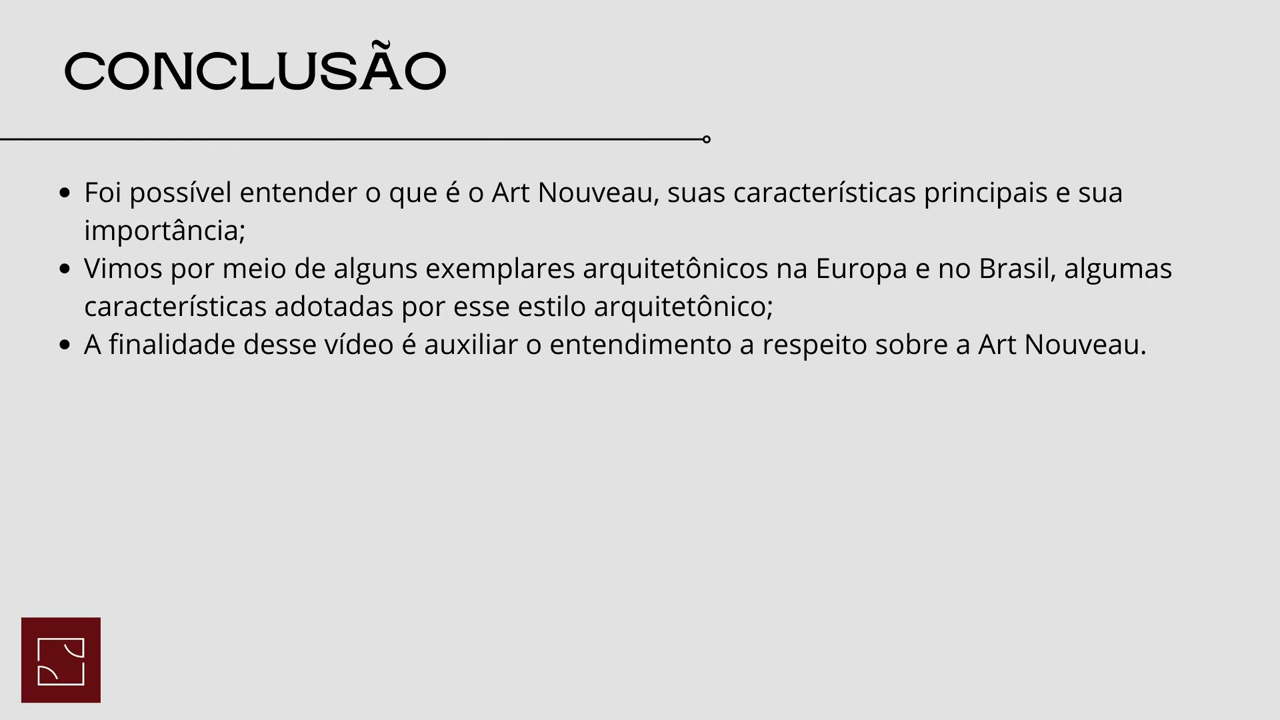 CONCLUSÃO
• Foi possível entender o que é o Art Nouveau, suas características principais e sua
importância;
• Vimos por meio de alguns exemplares arquitetônicos na Europa e no Brasil, algumas
características adotadas por esse estilo arquitetônico;
• A finalidade desse vídeo é auxiliar o entendimento a respeito sobre a Art Nouveau.